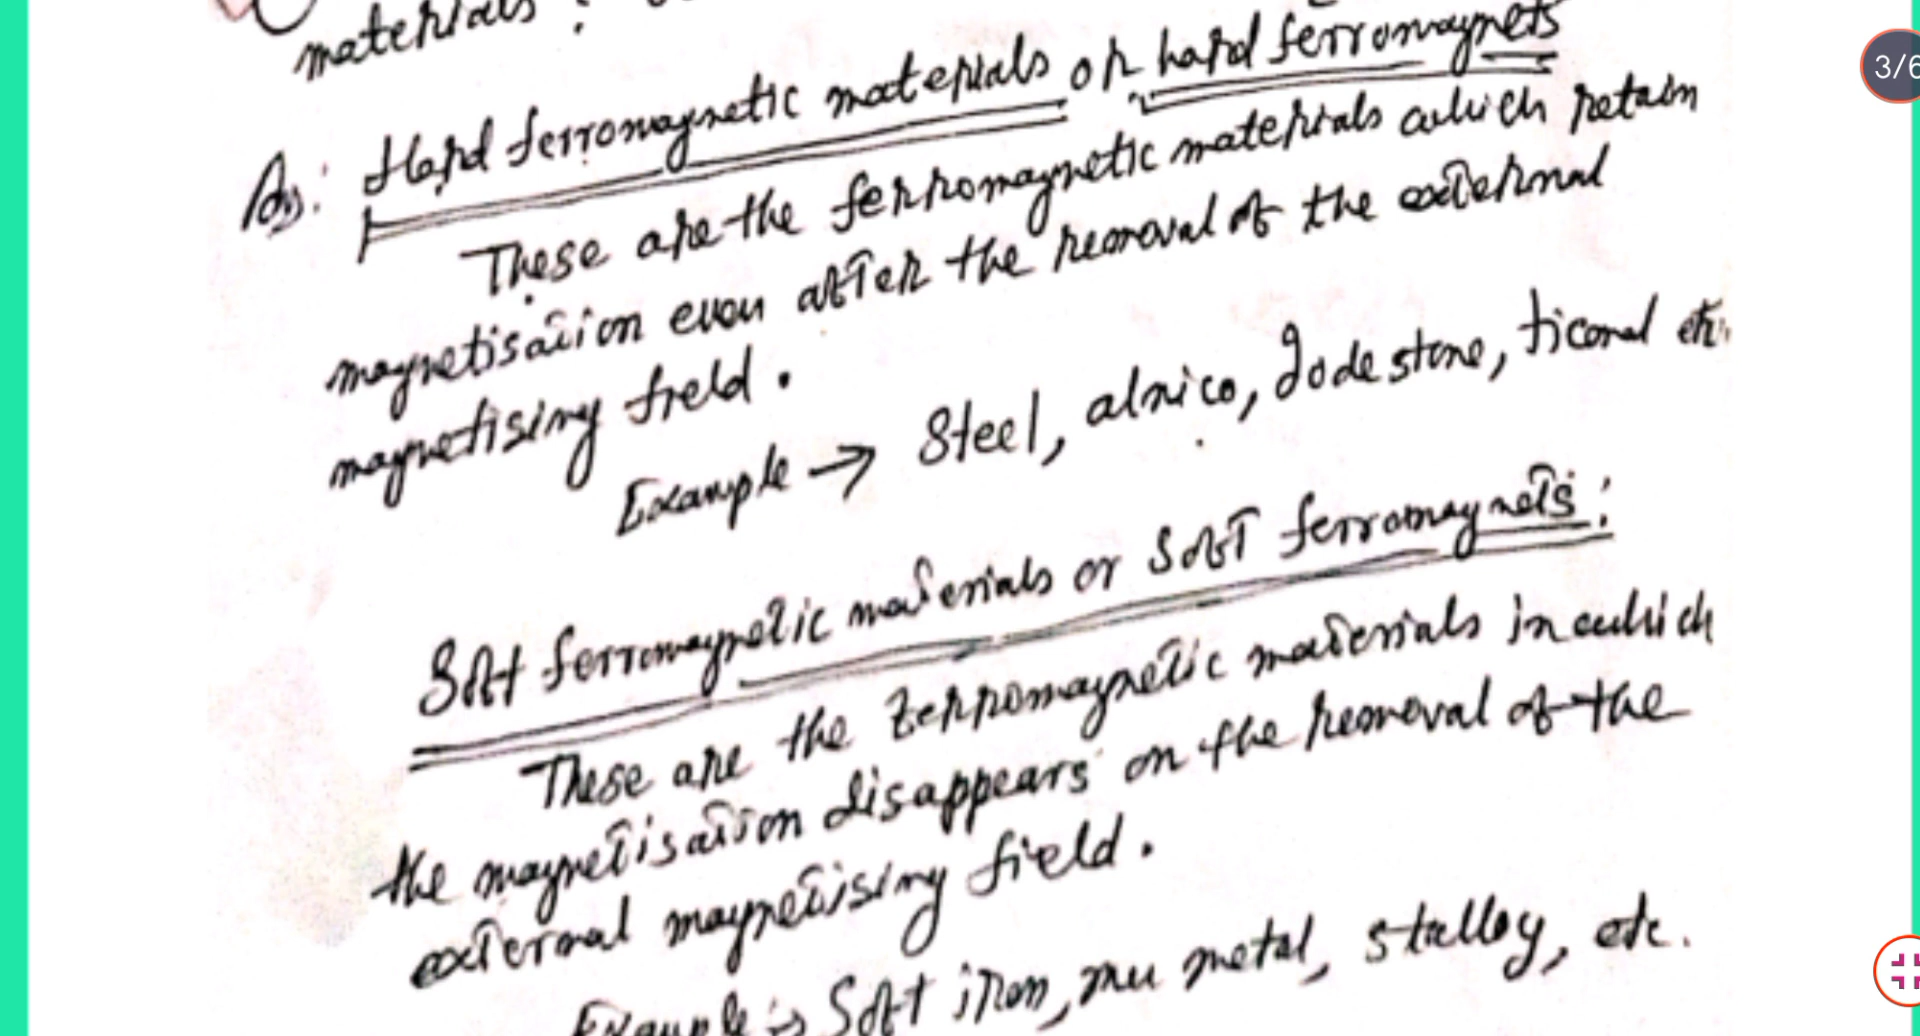 materials?
3/6
Ans: Hard ferromagnetic materials or hard ferromagnets
These are the ferromagnetic materials which retain
magnetisation even after the removal of the external
magnetising field.
Example → Steel, alnico, lodestone, ticonal etc.
Soft ferromagnetic materials or Soft ferromagnets:
These are the ferromagnetic materials in which
the magnetisation disappears on the removal of the
external magnetising field.
Example → Soft iron, mu metal, stalloy, etc.